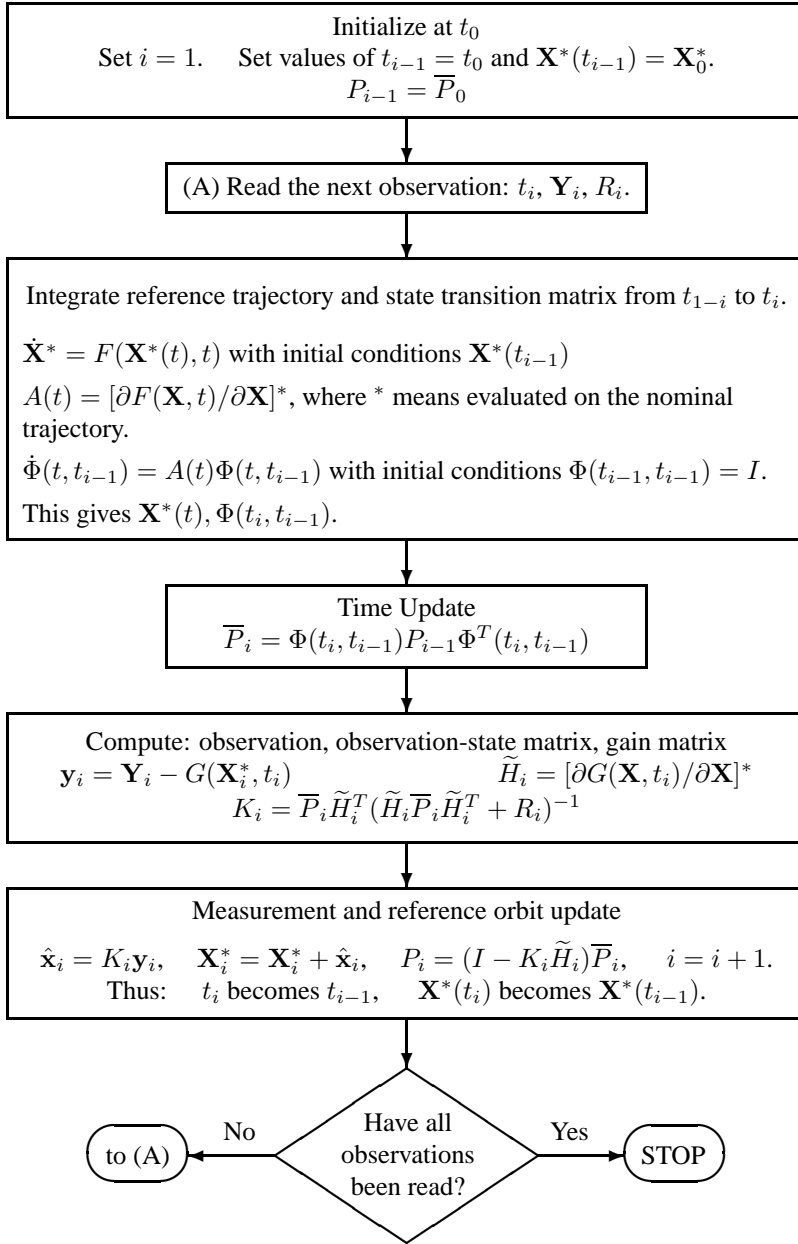 Initialize at $t_0$
Set $i = 1$. Set values of $t_{i-1} = t_0$ and $\mathbf{X}^*(t_{i-1}) = \mathbf{X}_0^*$.
$P_{i-1} = \overline{P}_0$
(A) Read the next observation: $t_i$, $\mathbf{Y}_i$, $R_i$.
Integrate reference trajectory and state transition matrix from $t_{1-i}$ to $t_i$.
$\dot{\mathbf{X}}^* = F(\mathbf{X}^*(t), t)$ with initial conditions $\mathbf{X}^*(t_{i-1})$
$A(t) = [\partial F(\mathbf{X}, t)/\partial \mathbf{X}]^*$, where $^*$ means evaluated on the nominal
trajectory.
$\dot{\Phi}(t, t_{i-1}) = A(t)\Phi(t, t_{i-1})$ with initial conditions $\Phi(t_{i-1}, t_{i-1}) = I$.
This gives $\mathbf{X}^*(t), \Phi(t_i, t_{i-1})$.
Time Update
$\overline{P}_i = \Phi(t_i, t_{i-1})P_{i-1}\Phi^T(t_i, t_{i-1})$
Compute: observation, observation-state matrix, gain matrix
$\mathbf{y}_i = \mathbf{Y}_i - G(\mathbf{X}_i^*, t_i)$ $\widetilde{H}_i = [\partial G(\mathbf{X}, t_i)/\partial \mathbf{X}]^*$
$K_i = \overline{P}_i \widetilde{H}_i^T (\widetilde{H}_i \overline{P}_i \widetilde{H}_i^T + R_i)^{-1}$
Measurement and reference orbit update
$\hat{\mathbf{x}}_i = K_i \mathbf{y}_i$, $\mathbf{X}_i^* = \mathbf{X}_i^* + \hat{\mathbf{x}}_i$, $P_i = (I - K_i \widetilde{H}_i)\overline{P}_i$, $i = i + 1$.
Thus: $t_i$ becomes $t_{i-1}$, $\mathbf{X}^*(t_i)$ becomes $\mathbf{X}^*(t_{i-1})$.
Have all
observations
been read?
No
to (A)
Yes
STOP